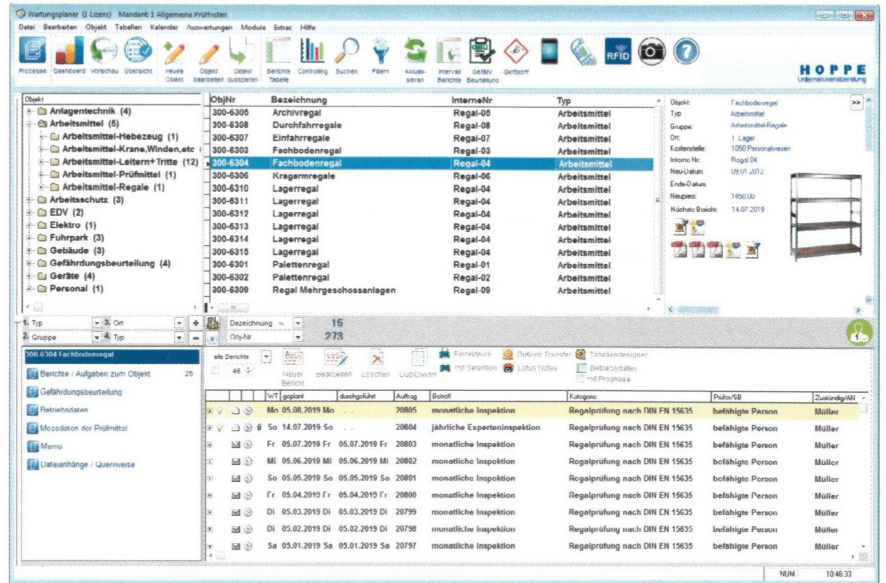 Wartungsplaner (1 Lizenz) Mandant: 1 Allgemeine Prüffristen
Datei Bearbeiten Objekt Tabellen Kalender Auswertungen Module Extras Hilfe
RFID
Prozesse Dashboard Vorschau Übersicht neues Objekt Objekt bearbeiten Objekt duplizieren Berichte Tabelle Controling Suchen Filtern Aktuali-sieren Intervall Berichte Gefähr. Beurteilung GefStoff
HOPPE
Unternehmensberatung
Objekt
Anlagentechnik (4)
Arbeitsmittel (5)
Arbeitsmittel-Hebezeug (1)
Arbeitsmittel-Krane,Winden,etc
Arbeitsmittel-Leitern+Tritte (12)
Arbeitsmittel-Prüfmittel (1)
Arbeitsmittel-Regale (1)
Arbeitsschutz (3)
EDV (2)
Elektro (1)
Fuhrpark (3)
Gebäude (3)
Gefährdungsbeurteilung (4)
Geräte (4)
Personal (1)
ObjNr Bezeichnung InterneNr Typ
300-6305 Archivregal Regal-05 Arbeitsmittel
300-6308 Durchfahrregale Regal-08 Arbeitsmittel
300-6307 Einfahrregale Regal-07 Arbeitsmittel
300-6303 Fachbodenregal Regal-03 Arbeitsmittel
300-6304 Fachbodenregal Regal-04 Arbeitsmittel
300-6306 Kragarmregale Regal-06 Arbeitsmittel
300-6310 Lagerregal Regal-04 Arbeitsmittel
300-6311 Lagerregal Regal-04 Arbeitsmittel
300-6312 Lagerregal Regal-04 Arbeitsmittel
300-6313 Lagerregal Regal-04 Arbeitsmittel
300-6314 Lagerregal Regal-04 Arbeitsmittel
300-6315 Lagerregal Regal-04 Arbeitsmittel
300-6301 Palettenregal Regal-01 Arbeitsmittel
300-6302 Palettenregal Regal-02 Arbeitsmittel
300-6309 Regal Mehrgeschossanlagen Regal-09 Arbeitsmittel
Objekt: Fachbodenregal >>
Typ Arbeitsmittel
Gruppe: Arbeitsmittel-Regale
Ort: 1. Lager
Kostenstelle: 1050 Personalwesen
Interne Nr. Regal 04
Neu-Datum: 09.01.2012
Ende-Datum
Neupreis: 1450,00
Nächste Bericht: 14.07.2019
1. Typ 3. Ort Bezeichnung 15
2. Gruppe 4. Typ Obj-Nr 273
300-6304 Fachbodenregal
Berichte / Aufgaben zum Objekt 26
Gefährdungsbeurteilung
Betriebsdaten
Messdaten der Prüfmittel
Memo
Dateianhänge / Querweise
alle Berichte Neuer Bericht Bearbeiten Löschen Duplizieren Einzeldruck Outlook Transfer Tabellendesigner
46 mit Selektion Lotus Notes Betriebsdaten
mit Prognose
WT geplant durchgeführt Auftrag Betreff Kategorie Prüfer/SB Zuständig/AN
Mo 05.08.2019 Mo . . 20805 monatliche Inspektion Regalprüfung nach DIN EN 15635 befähigte Person Müller
So 14.07.2019 So . . 20804 jährliche Experteninspektion Regalprüfung nach DIN EN 15635 befähigte Person Müller
Fr 05.07.2019 Fr 05.07.2019 Fr 20803 monatliche Inspektion Regalprüfung nach DIN EN 15635 befähigte Person Müller
Mi 05.06.2019 Mi 05.06.2019 Mi 20802 monatliche Inspektion Regalprüfung nach DIN EN 15635 befähigte Person Müller
So 05.05.2019 So 05.05.2019 So 20801 monatliche Inspektion Regalprüfung nach DIN EN 15635 befähigte Person Müller
Fr 05.04.2019 Fr 05.04.2019 Fr 20800 monatliche Inspektion Regalprüfung nach DIN EN 15635 befähigte Person Müller
Di 05.03.2019 Di 05.03.2019 Di 20799 monatliche Inspektion Regalprüfung nach DIN EN 15635 befähigte Person Müller
Di 05.02.2019 Di 05.02.2019 Di 20798 monatliche Inspektion Regalprüfung nach DIN EN 15635 befähigte Person Müller
Sa 05.01.2019 Sa 05.01.2019 Sa 20797 monatliche Inspektion Regalprüfung nach DIN EN 15635 befähigte Person Müller
NUM 10:46:33